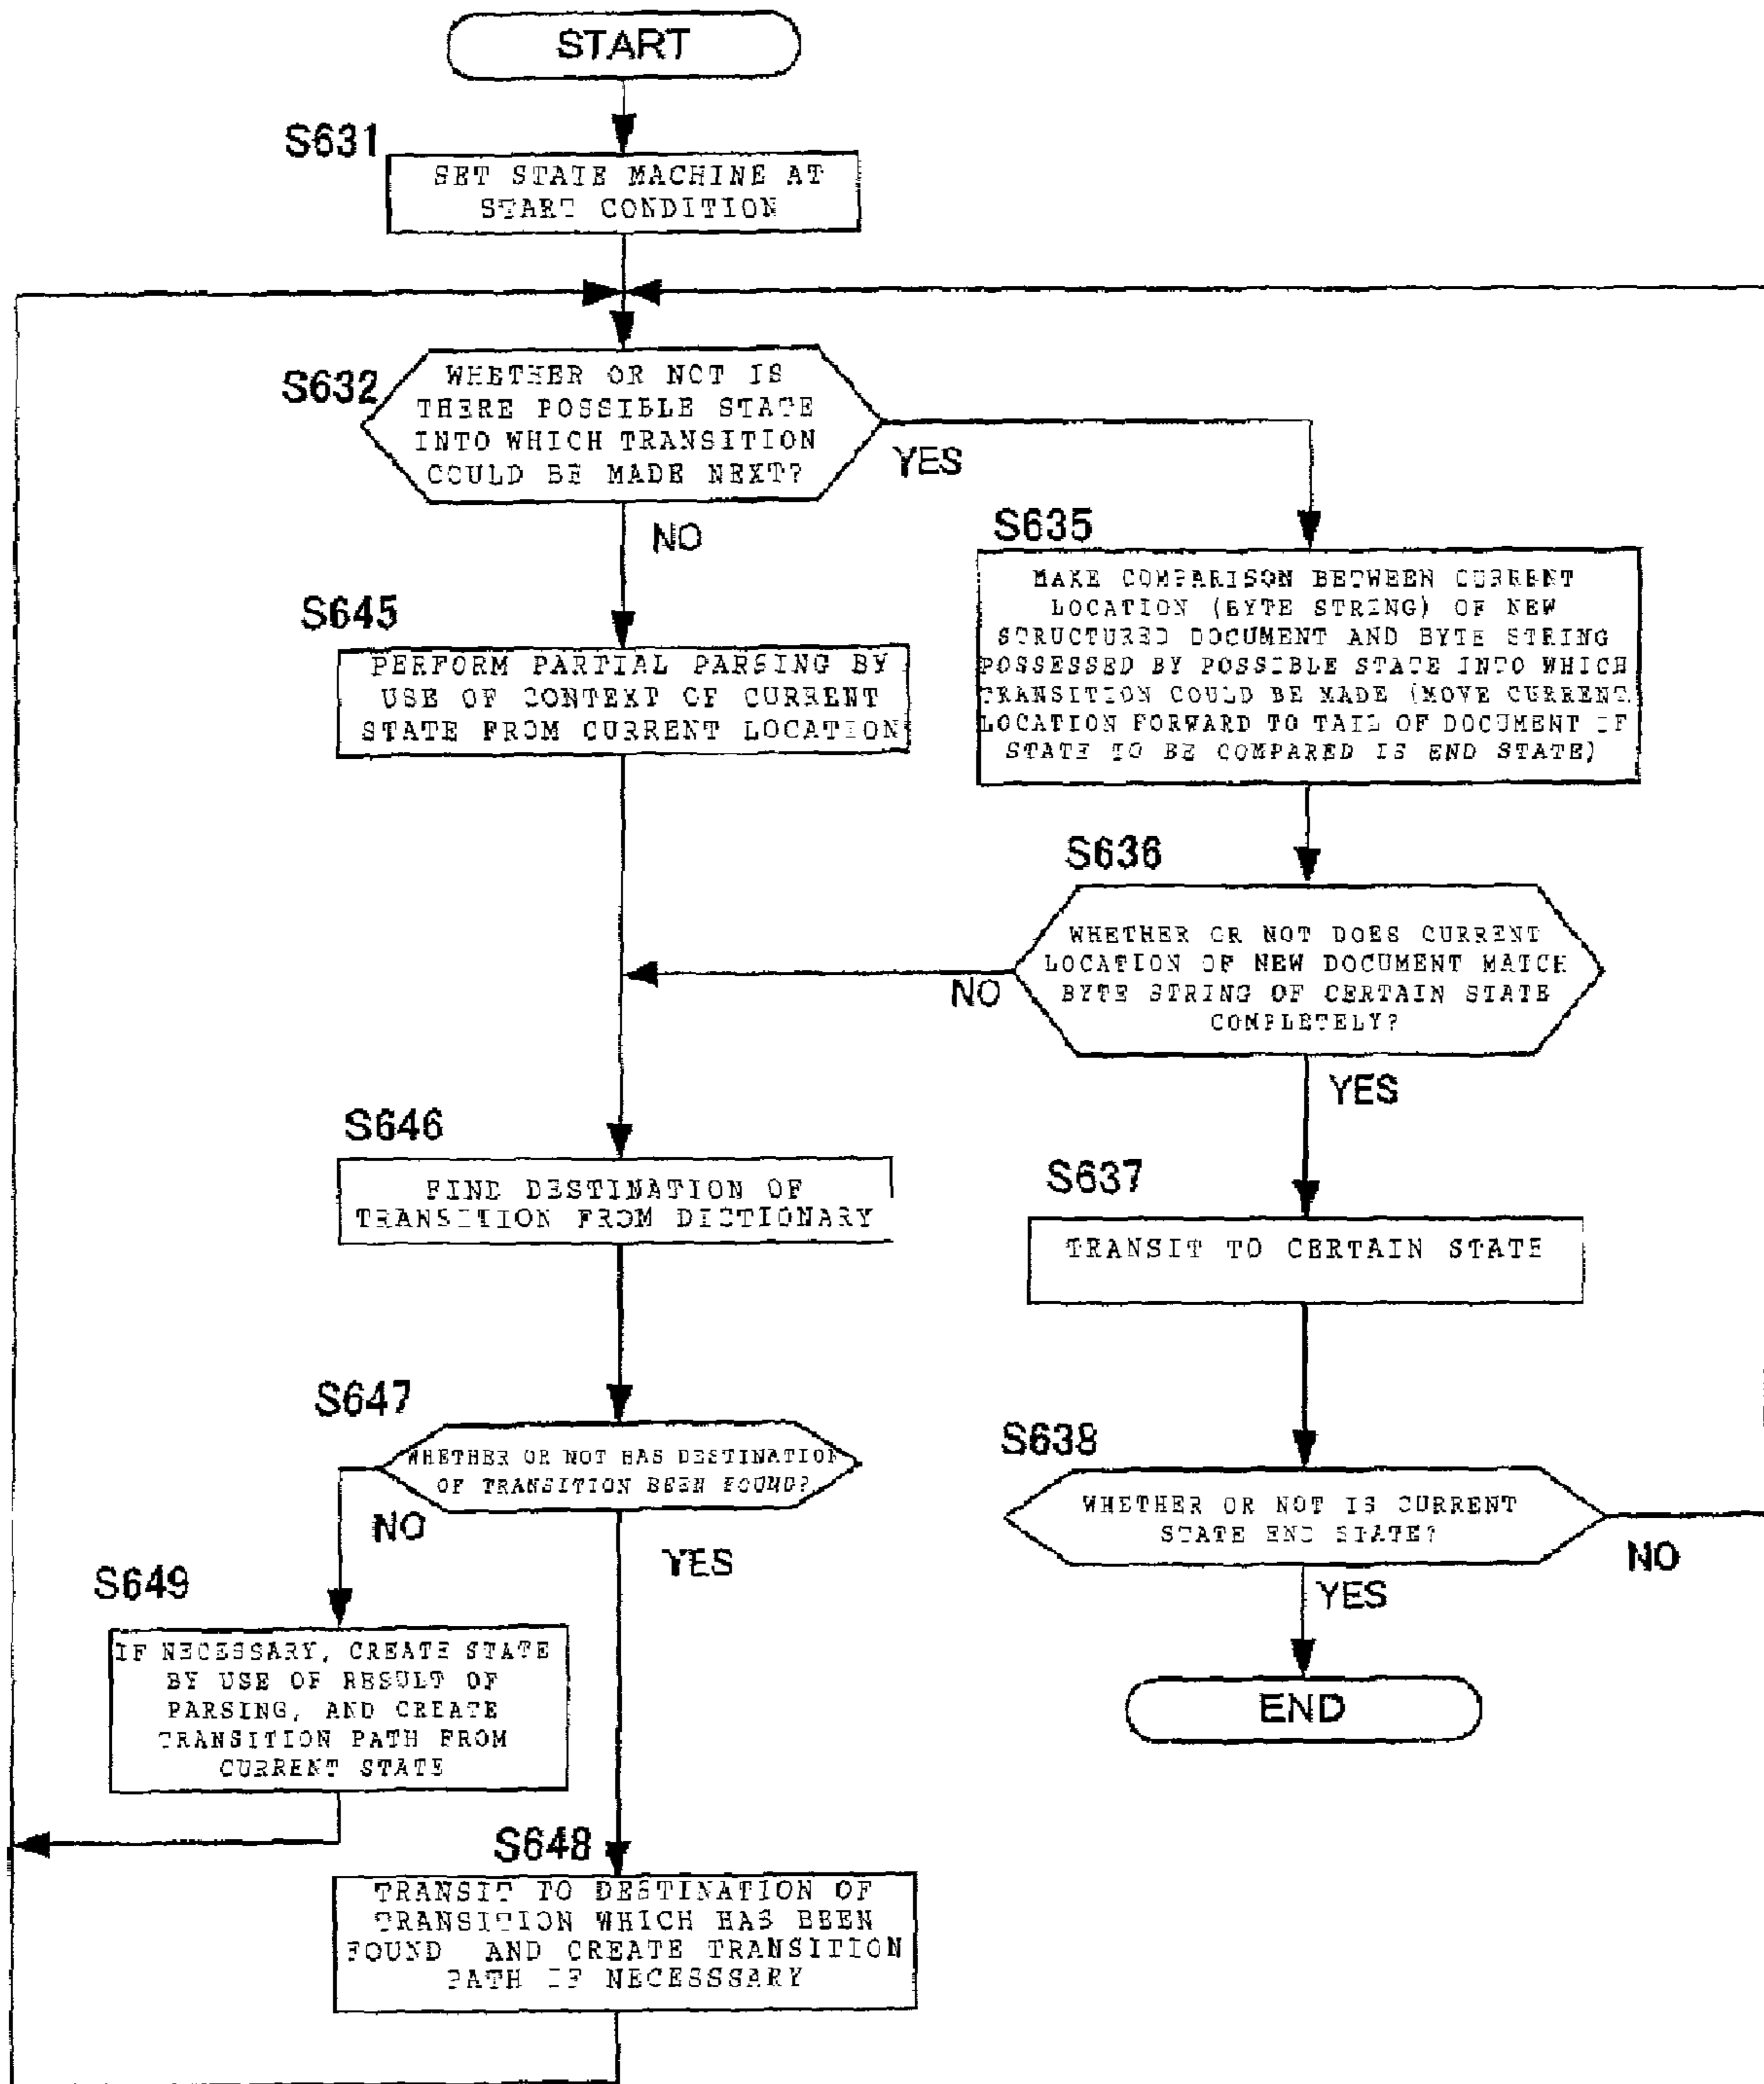 START
S631
SET STATE MACHINE AT
START CONDITION
S632
WHETHER OR NOT IS
THERE POSSIBLE STATE
INTO WHICH TRANSITION
COULD BE MADE NEXT?
YES
NO
S635
MAKE COMPARISON BETWEEN CURRENT
LOCATION (BYTE STRING) OF NEW
STRUCTURED DOCUMENT AND BYTE STRING
POSSESSED BY POSSIBLE STATE INTO WHICH
TRANSITION COULD BE MADE (MOVE CURRENT
LOCATION FORWARD TO TAIL OF DOCUMENT IF
STATE TO BE COMPARED IS END STATE)
S645
PERFORM PARTIAL PARSING BY
USE OF CONTEXT OF CURRENT
STATE FROM CURRENT LOCATION
S636
WHETHER OR NOT DOES CURRENT
LOCATION OF NEW DOCUMENT MATCH
BYTE STRING OF CERTAIN STATE
COMPLETELY?
NO
YES
S646
FIND DESTINATION OF
TRANSITION FROM DICTIONARY
S637
TRANSIT TO CERTAIN STATE
S647
WHETHER OR NOT HAS DESTINATION
OF TRANSITION BEEN FOUND?
NO
YES
S638
WHETHER OR NOT IS CURRENT
STATE END STATE?
NO
YES
S649
IF NECESSARY, CREATE STATE
BY USE OF RESULT OF
PARSING, AND CREATE
TRANSITION PATH FROM
CURRENT STATE
END
S648
TRANSIT TO DESTINATION OF
TRANSITION WHICH HAS BEEN
FOUND AND CREATE TRANSITION
PATH IF NECESSSARY